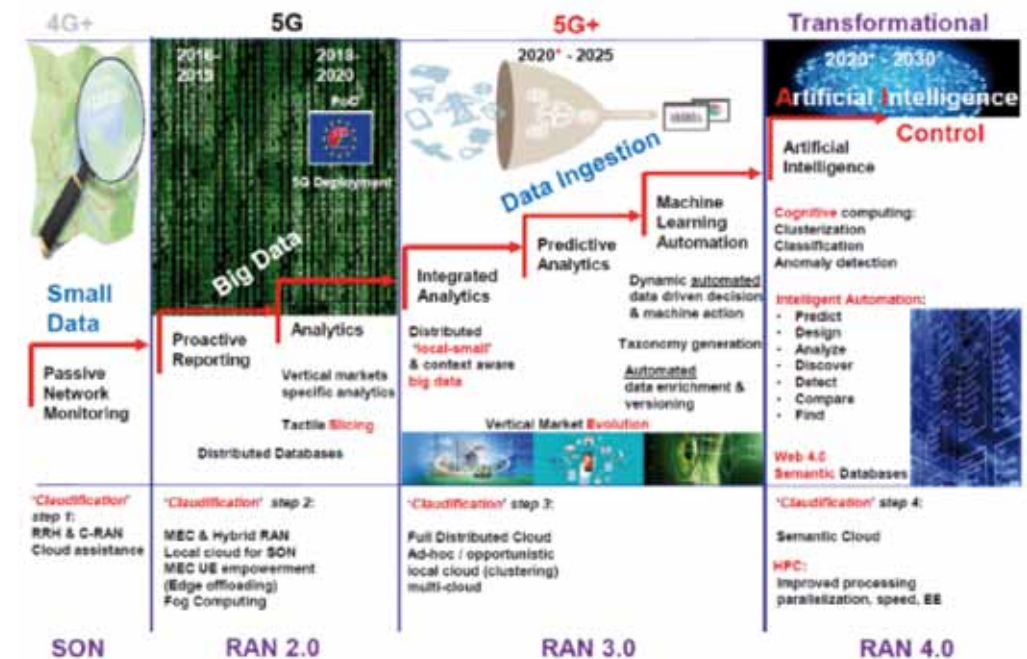 4G+
5G
5G+
Transformational
2016-
2019
2018-
2020
PoC
5G Deployment
2020* - 2025
2020* - 2030*
Artificial Intelligence
Control
Big Data
Data Ingestion
Small
Data
Passive
Network
Monitoring
Proactive
Reporting
Analytics
Vertical markets
specific analytics
Tactile Slicing
Distributed Databases
Integrated
Analytics
Distributed
'local-small'
& context aware
big data
Predictive
Analytics
Machine
Learning
Automation
Dynamic automated
data driven decision
& machine action
Taxonomy generation
Automated
data enrichment &
versioning
Vertical Market Evolution
Artificial
Intelligence
Cognitive computing:
Clusterization
Classification
Anomaly detection
Intelligent Automation:
· Predict
· Design
· Analyze
· Discover
· Detect
· Compare
· Find
Web 4.0
Semantic Databases
'Claudification'
step 1:
RRH & C-RAN
Cloud assistance
'Claudification' step 2:
MEC & Hybrid RAN
Local cloud for SON
MEC UE empowerment
(Edge offloading)
Fog Computing
'Claudification' step 3:
Full Distributed Cloud
Ad-hoc / opportunistic
local cloud (clustering)
multi-cloud
'Claudification' step 4:
Semantic Cloud
HPC:
Improved processing
parallelization, speed, EE
SON
RAN 2.0
RAN 3.0
RAN 4.0